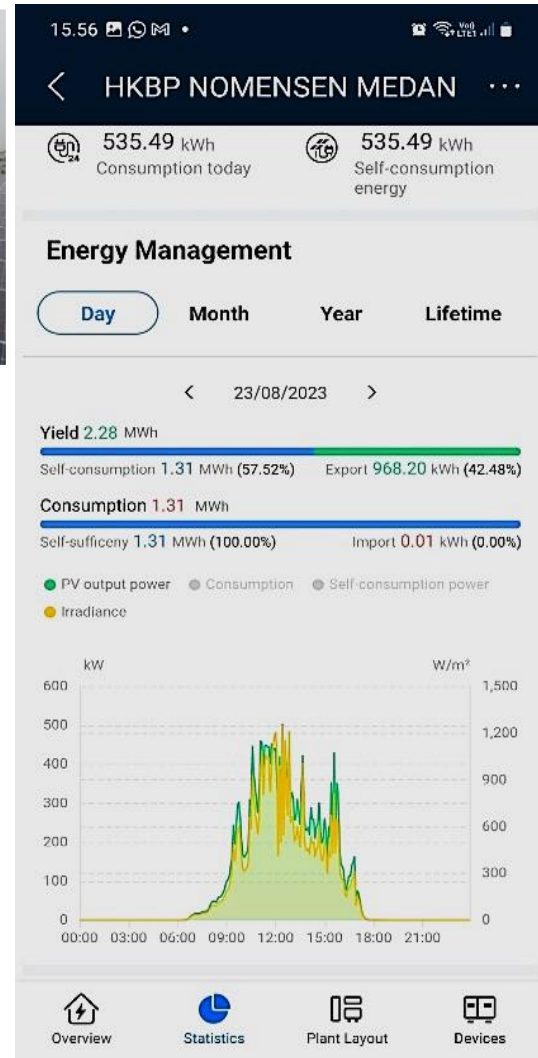 15.56
Vo))
LTE1
HKBP NOMENSEN MEDAN
535.49 kWh
Consumption today
535.49 kWh
Self-consumption
energy
Energy Management
Day Month Year Lifetime
< 23/08/2023 >
Yield 2.28 MWh
Self-consumption 1.31 MWh (57.52%) Export 968.20 kWh (42.48%)
Consumption 1.31 MWh
Self-sufficeny 1.31 MWh (100.00%) Import 0.01 kWh (0.00%)
PV output power Consumption Self-consumption power
Irradiance
kW W/m²
600 1,500
500 1,200
400 900
300 600
200 300
100 0
0
00:00 03:00 06:00 09:00 12:00 15:00 18:00 21:00
Overview Statistics Plant Layout Devices